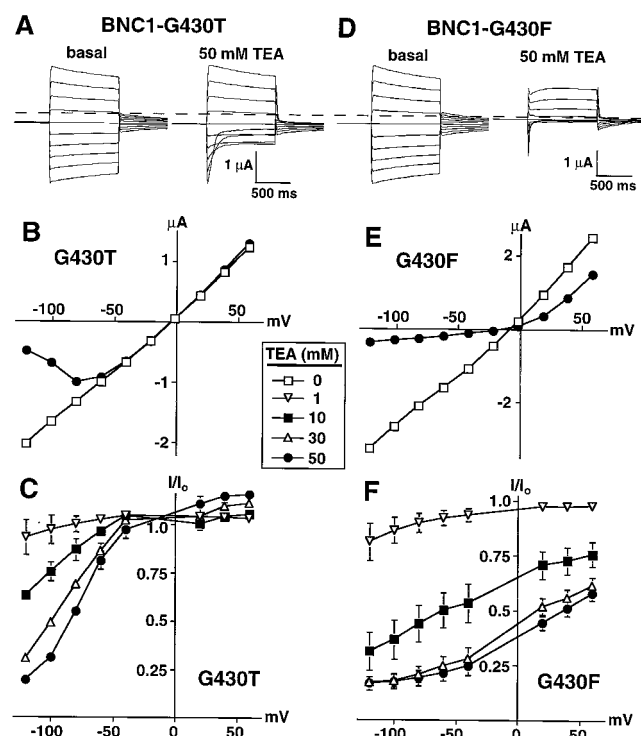 A BNC1-G430T
basal 50 mM TEA
1 μA
500 ms
D BNC1-G430F
basal 50 mM TEA
1 μA
500 ms
B
G430T
μA
1
-100 -50 50 mV
-1
-2
TEA (mM)
0
1
10
30
50
E
G430F
μA
2
-100 -50 50 mV
-2
C
I/Io
1.0
0.75
0.5
0.25
G430T
-100 -50 0 50 mV
F
I/Io
1.0
0.75
0.5
0.25
G430F
-100 -50 0 50 mV